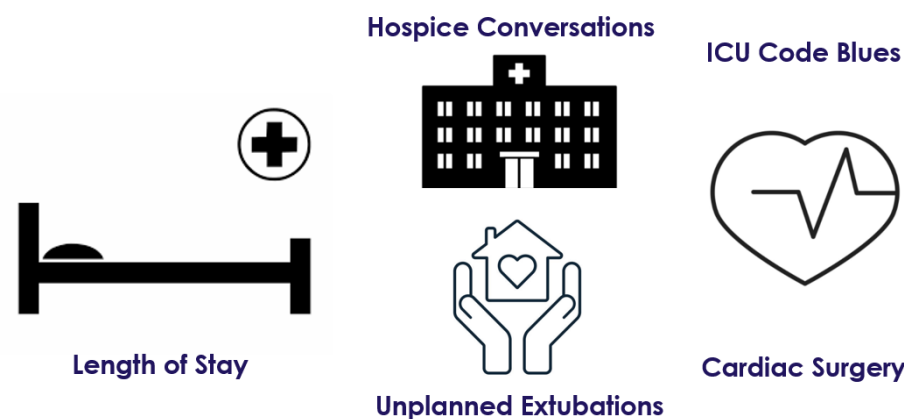 Hospice Conversations
ICU Code Blues
Length of Stay
Cardiac Surgery
Unplanned Extubations